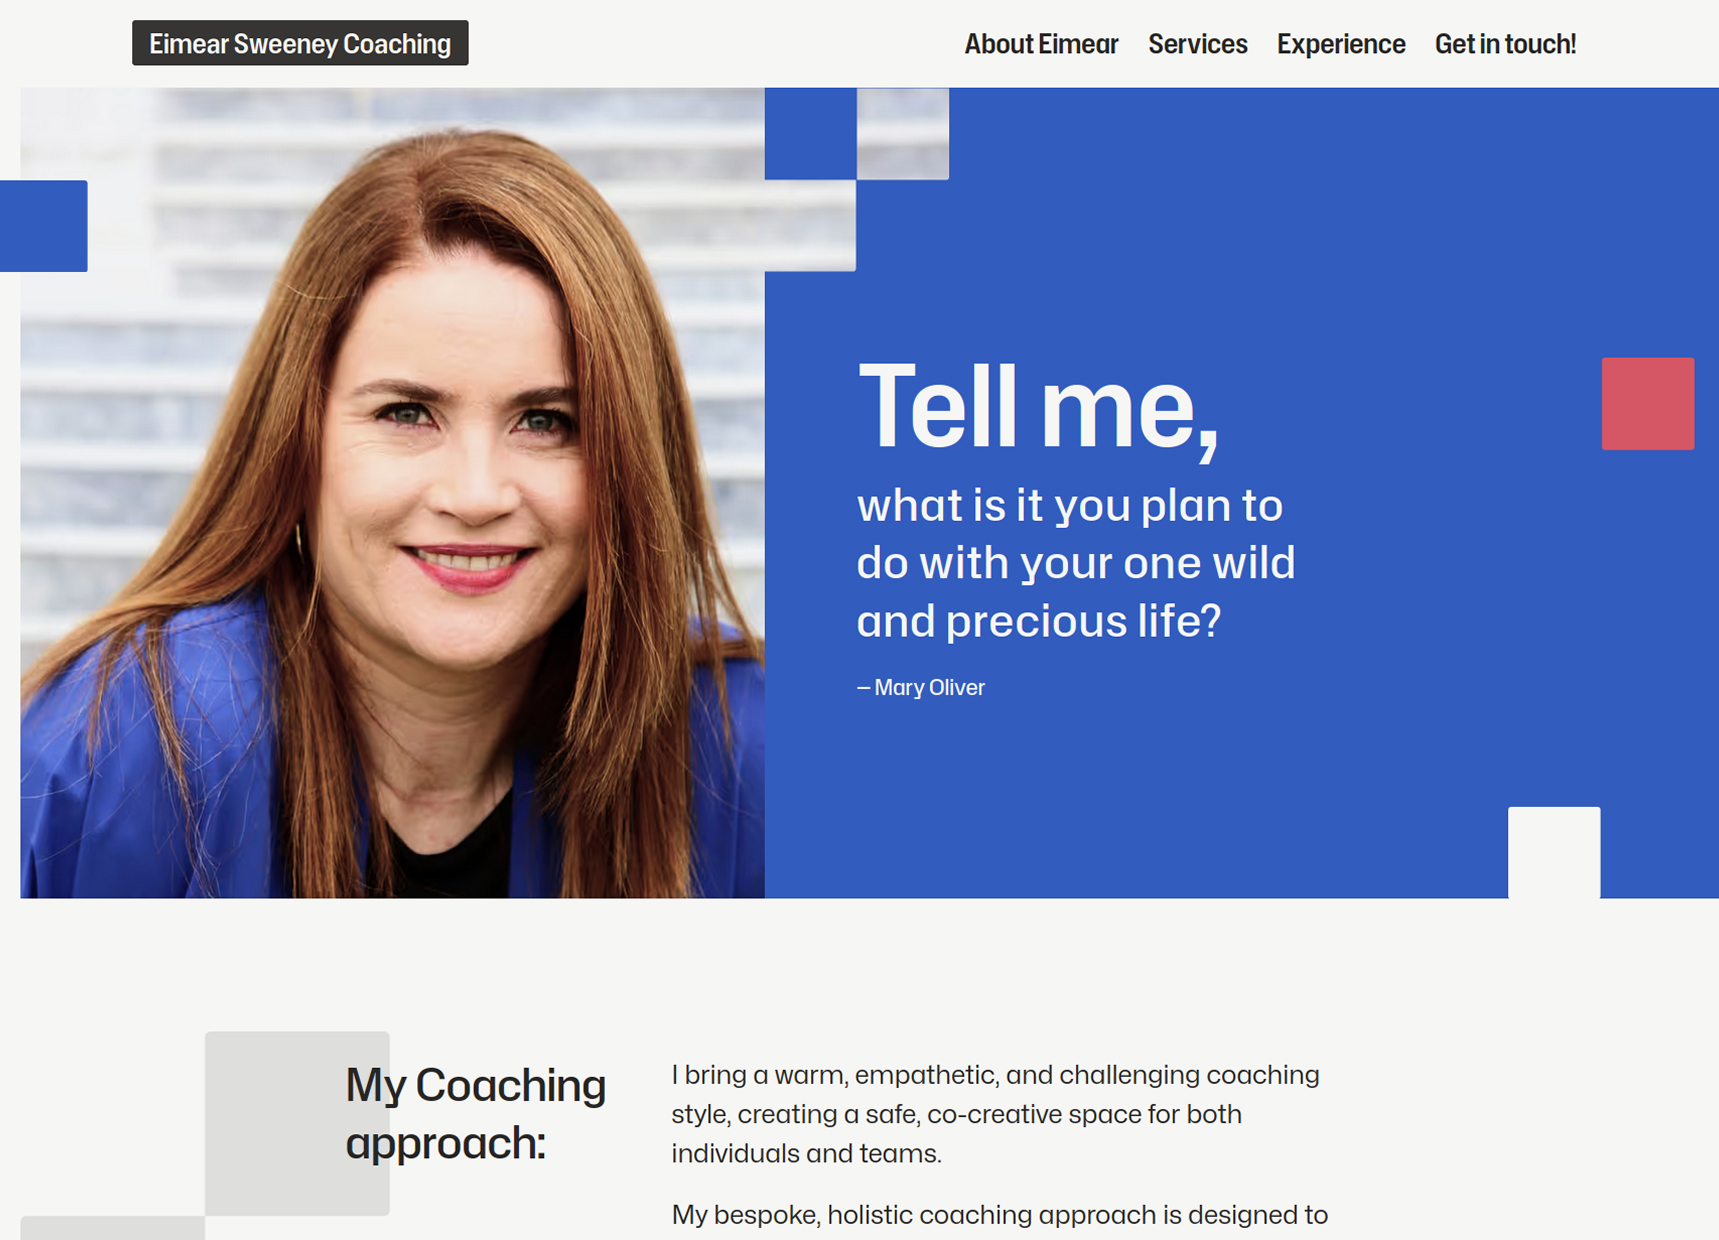 Eimear Sweeney Coaching
About Eimear
Services
Experience
Get in touch!
Tell me,
what is it you plan to
do with your one wild
and precious life?
– Mary Oliver
My Coaching
approach:
I bring a warm, empathetic, and challenging coaching
style, creating a safe, co-creative space for both
individuals and teams.
My bespoke, holistic coaching approach is designed to